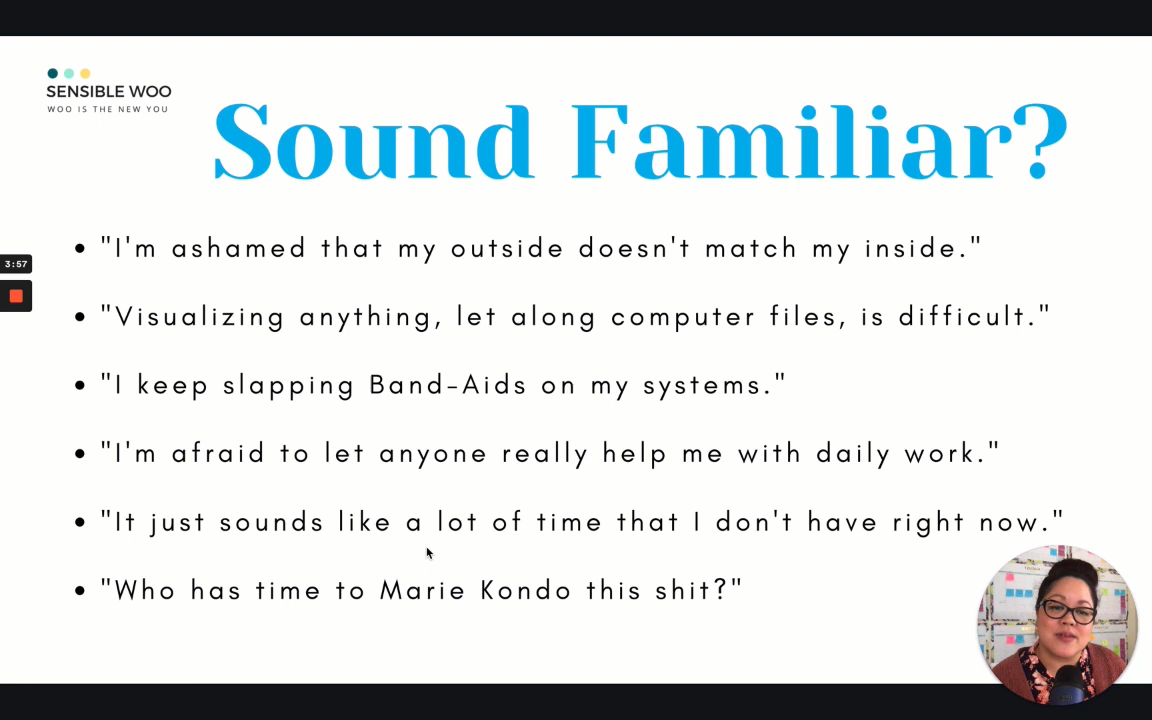 SENSIBLE WOO
WOO IS THE NEW YOU
Sound Familiar?
• "I'm ashamed that my outside doesn't match my inside."
3:57
• "Visualizing anything, let along computer files, is difficult."
• "I keep slapping Band-Aids on my systems."
• "I'm afraid to let anyone really help me with daily work."
• "It just sounds like a lot of time that I don't have right now."
• "Who has time to Marie Kondo this shit?"